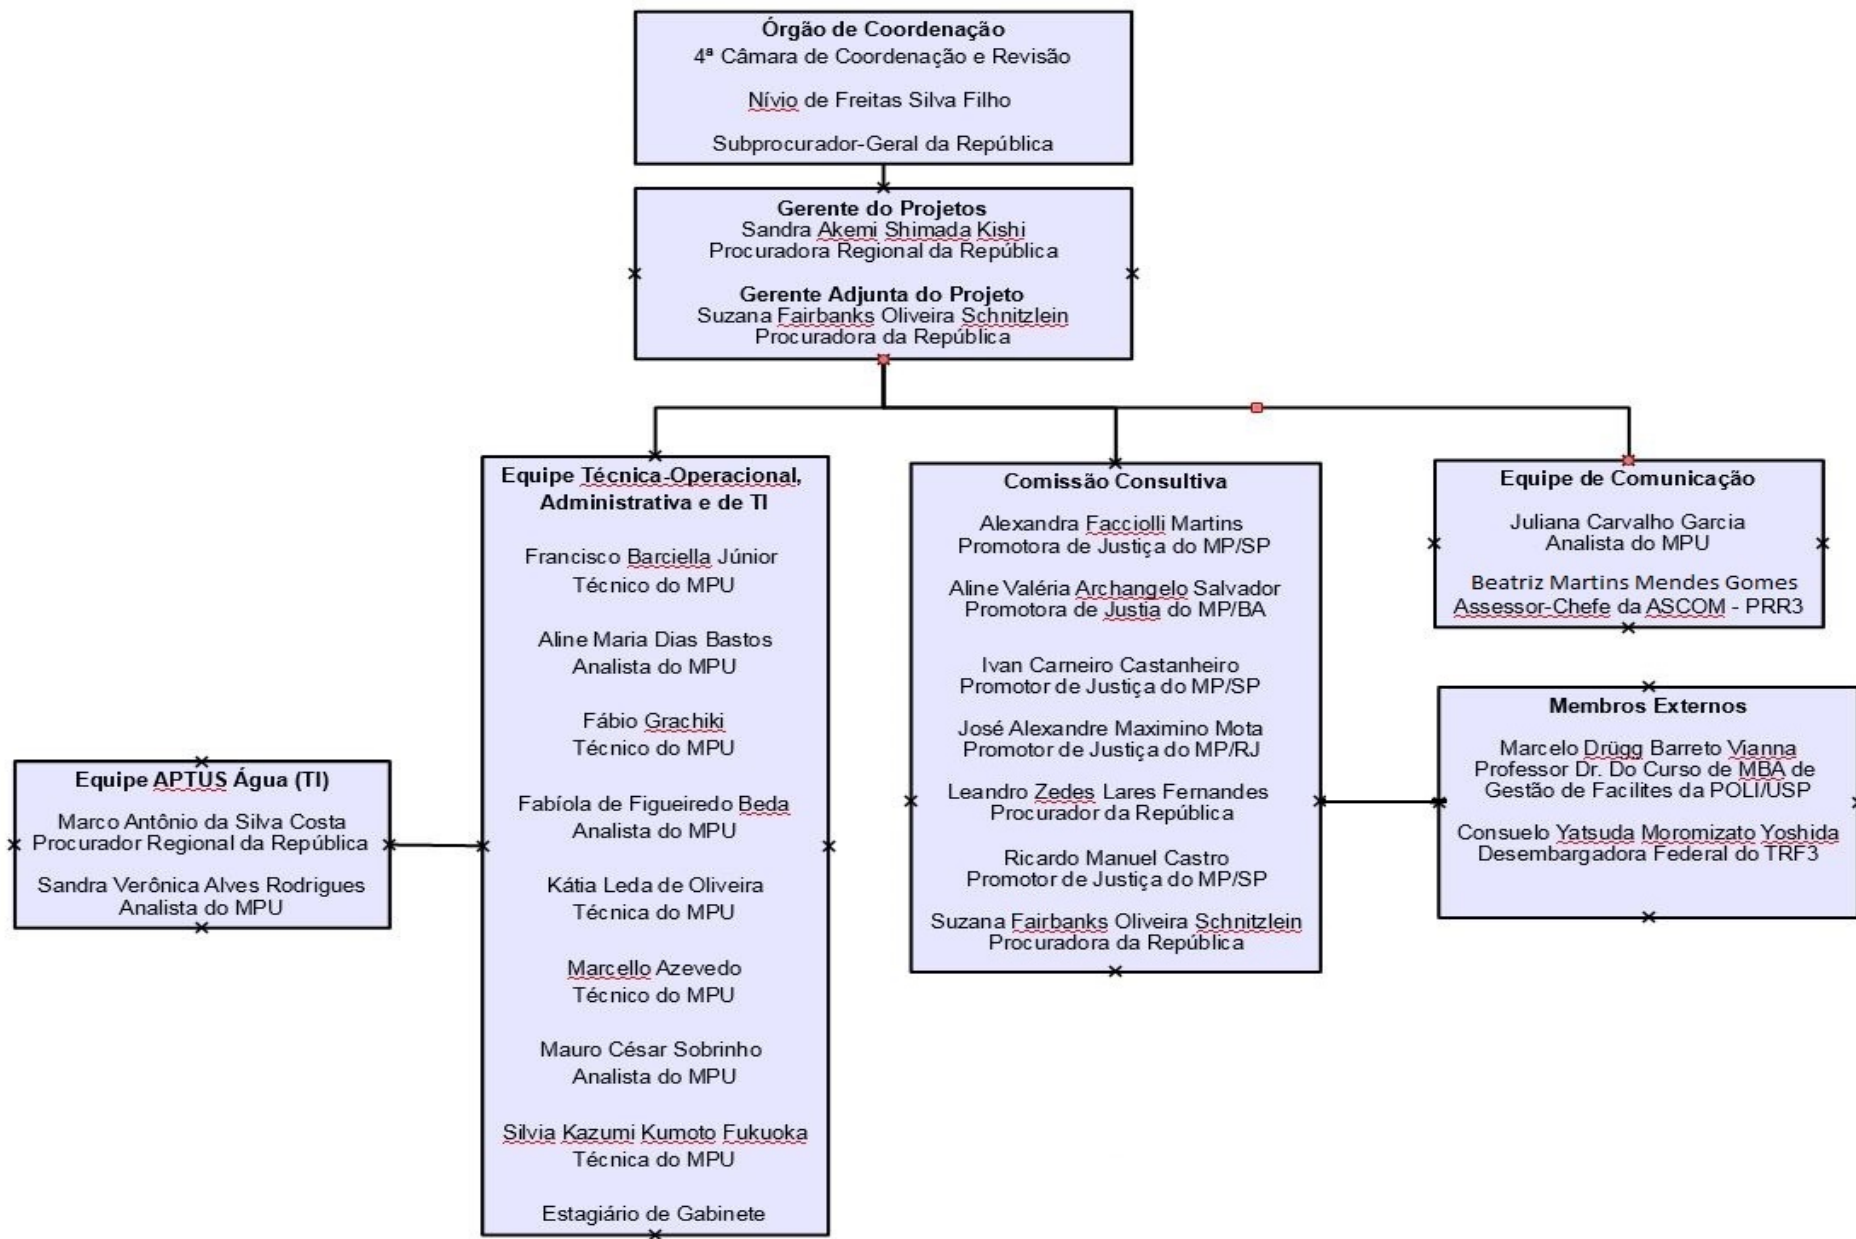 Órgão de Coordenação
4ª Câmara de Coordenação e Revisão
Nívio de Freitas Silva Filho
Subprocurador-Geral da República
Gerente do Projetos
Sandra Akemi Shimada Kishi
Procuradora Regional da República
Gerente Adjunta do Projeto
Suzana Fairbanks Oliveira Schnitzlein
Procuradora da República
Equipe APTUS Água (TI)
Marco Antônio da Silva Costa
Procurador Regional da República
Sandra Verônica Alves Rodrigues
Analista do MPU
Equipe Técnica-Operacional,
Administrativa e de TI
Francisco Barciella Júnior
Técnico do MPU
Aline Maria Dias Bastos
Analista do MPU
Fábio Grachiki
Técnico do MPU
Fabíola de Figueiredo Beda
Analista do MPU
Kátia Leda de Oliveira
Técnica do MPU
Marcello Azevedo
Técnico do MPU
Mauro César Sobrinho
Analista do MPU
Silvia Kazumi Kumoto Fukuoka
Técnica do MPU
Estagiário de Gabinete
Comissão Consultiva
Alexandra Facciolli Martins
Promotora de Justiça do MP/SP
Aline Valéria Archangelo Salvador
Promotora de Justia do MP/BA
Ivan Carneiro Castanheiro
Promotor de Justiça do MP/SP
José Alexandre Maximino Mota
Promotor de Justiça do MP/RJ
Leandro Zedes Lares Fernandes
Procurador da República
Ricardo Manuel Castro
Promotor de Justiça do MP/SP
Suzana Fairbanks Oliveira Schnitzlein
Procuradora da República
Equipe de Comunicação
Juliana Carvalho Garcia
Analista do MPU
Beatriz Martins Mendes Gomes
Assessor-Chefe da ASCOM - PRR3
Membros Externos
Marcelo Drügg Barreto Vianna
Professor Dr. Do Curso de MBA de
Gestão de Facilites da POLI/USP
Consuelo Yatsuda Moromizato Yoshida
Desembargadora Federal do TRF3